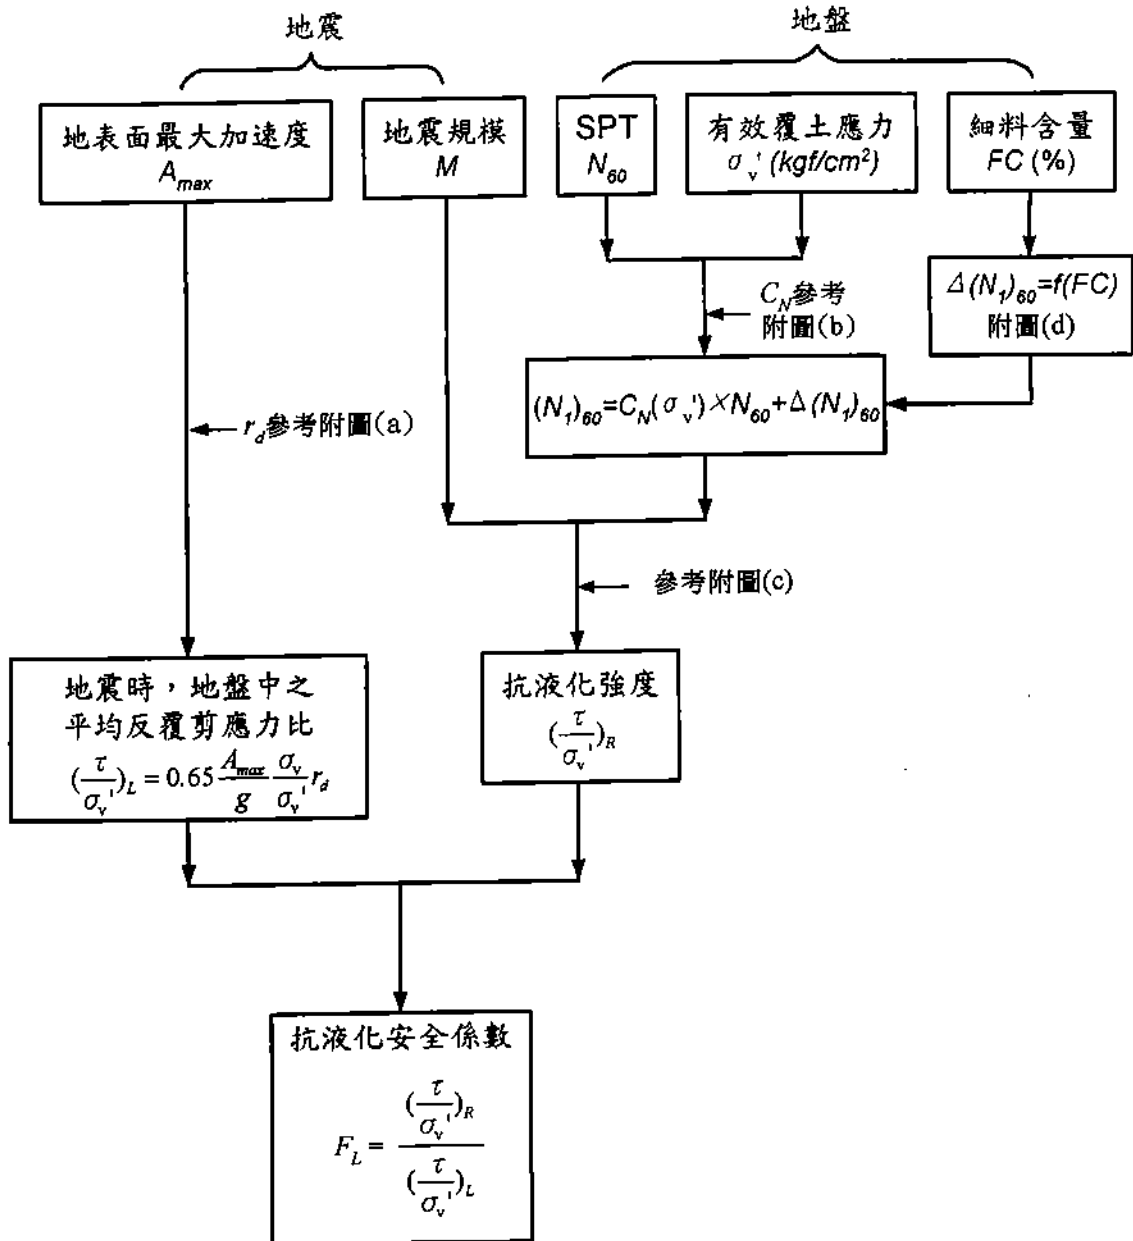 地震
地盤
地表面最大加速度
A_max
地震規模
M
SPT
N_60
有效覆土應力
σ_v' (kgf/cm²)
細料含量
FC (%)
C_N參考
附圖(b)
Δ(N_1)_60=f(FC)
附圖(d)
(N_1)_60=C_N(σ_v')×N_60+Δ(N_1)_60
r_d參考附圖(a)
參考附圖(c)
地震時，地盤中之
平均反覆剪應力比
(τ/σ_v')_L = 0.65 A_max/g σ_v/σ_v' r_d
抗液化強度
(τ/σ_v')_R
抗液化安全係數
F_L = (τ/σ_v')_R / (τ/σ_v')_L